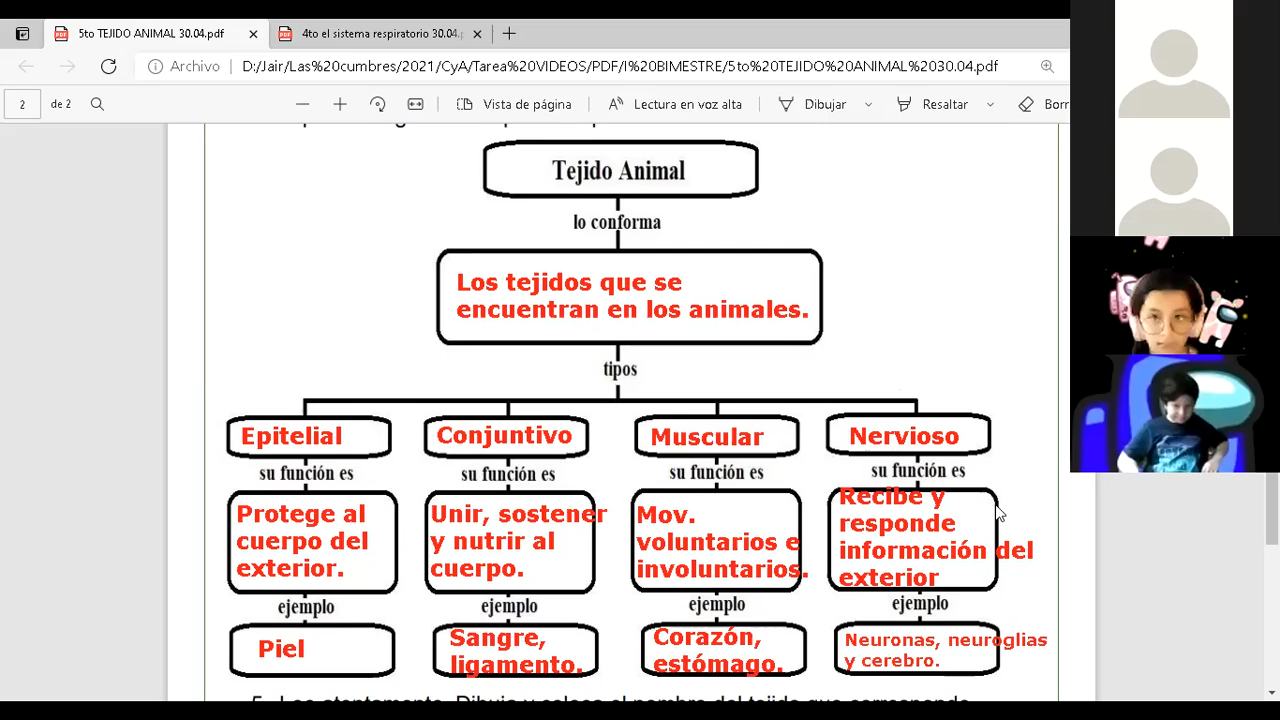 5to TEJIDO ANIMAL 30.04.pdf
4to el sistema respiratorio 30.04.
Archivo
D:/Jair/Las%20cumbres/2021/CyA/Tarea%20VIDEOS/PDF/I%20BIMESTRE/5to%20TEJIDO%20ANIMAL%2030.04.pdf
2 de 2
Vista de página
Lectura en voz alta
Dibujar
Resaltar
Borr
Tejido Animal
lo conforma
Los tejidos que se
encuentran en los animales.
tipos
Epitelial Conjuntivo Muscular Nervioso
su función es su función es su función es su función es
Protege al
cuerpo del
exterior.
Unir, sostener
y nutrir al
cuerpo.
Mov.
voluntarios e
involuntarios.
Recibe y
responde
información del
exterior
ejemplo ejemplo ejemplo ejemplo
Piel
Sangre,
ligamento.
Corazón,
estómago.
Neuronas, neuroglias
y cerebro.